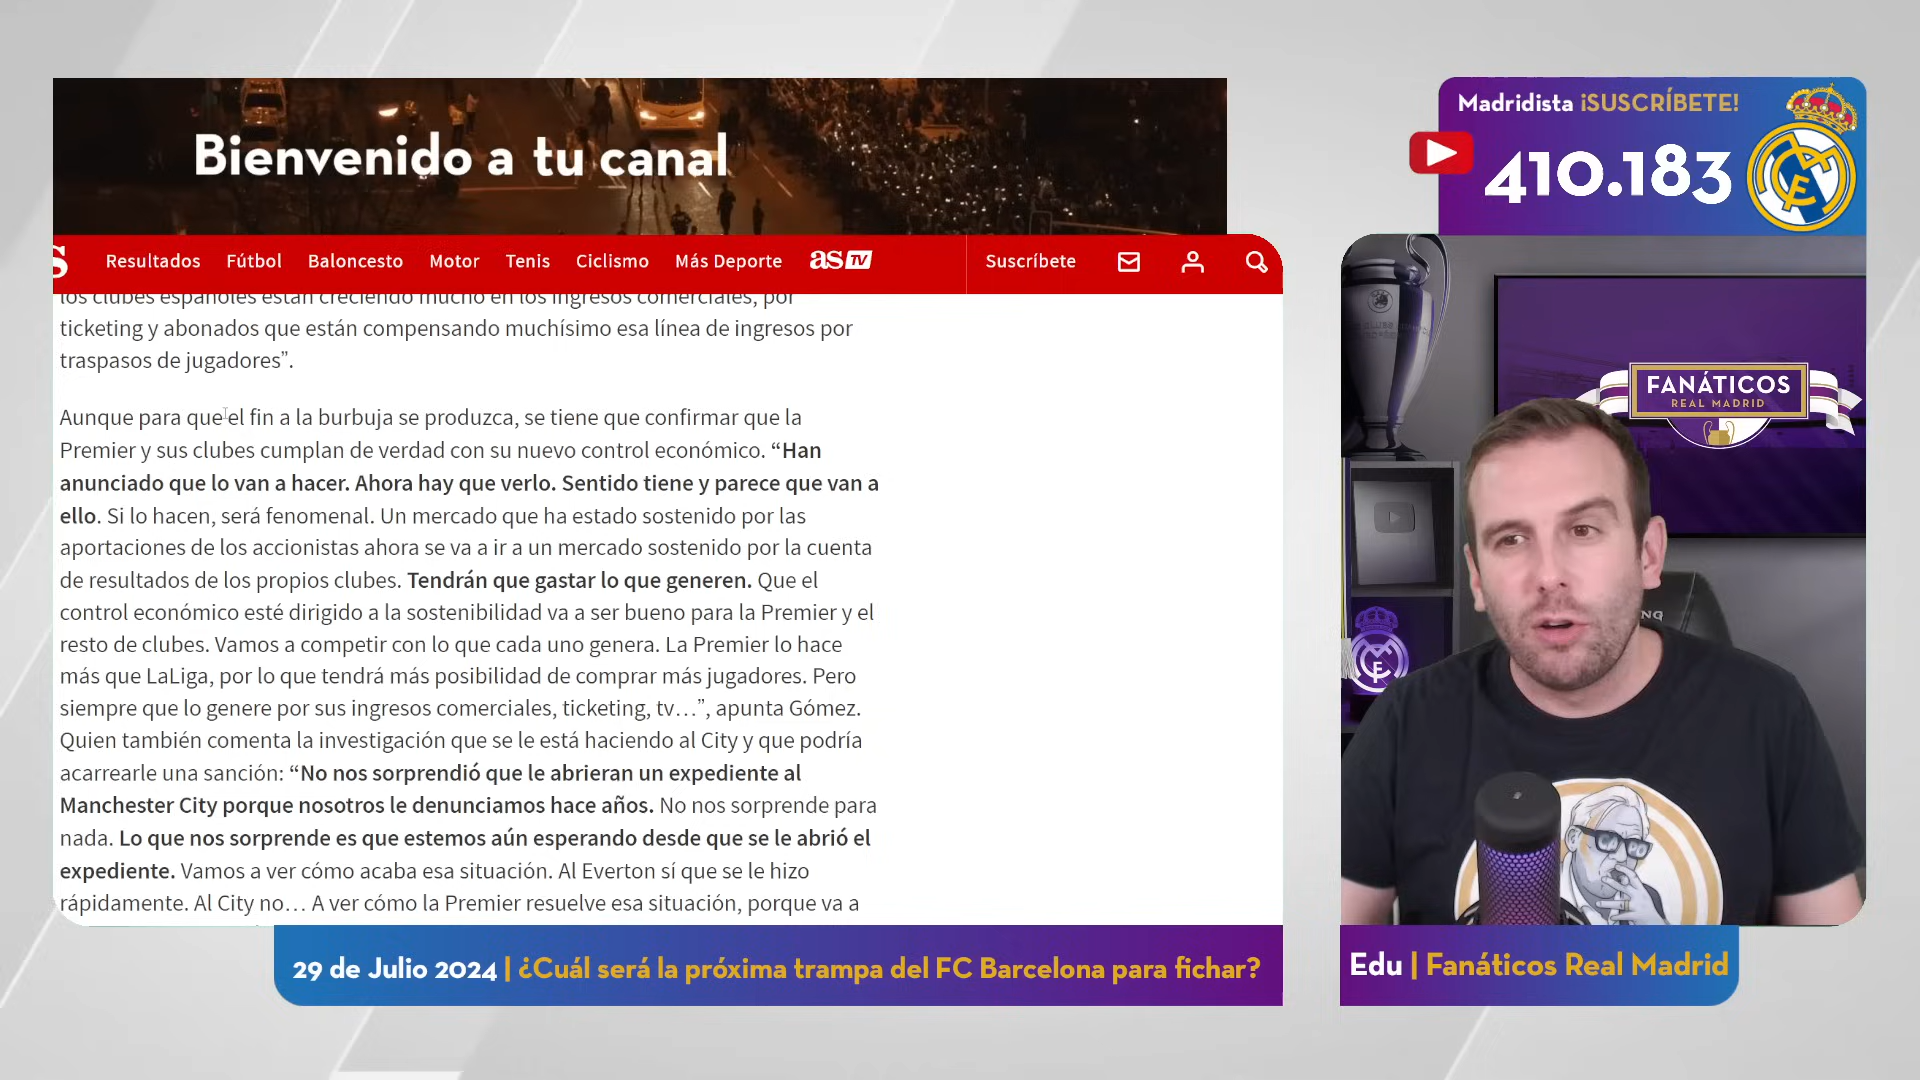 Bienvenido a tu canal
Madridista ¡SUSCRÍBETE!
410.183
S Resultados Fútbol Baloncesto Motor Tenis Ciclismo Más Deporte as TV Suscríbete
los clubes españoles están creciendo mucho en los ingresos comerciales, por
ticketing y abonados que están compensando muchísimo esa línea de ingresos por
traspasos de jugadores”.
Aunque para que el fin a la burbuja se produzca, se tiene que confirmar que la
Premier y sus clubes cumplan de verdad con su nuevo control económico. “Han
anunciado que lo van a hacer. Ahora hay que verlo. Sentido tiene y parece que van a
ello. Si lo hacen, será fenomenal. Un mercado que ha estado sostenido por las
aportaciones de los accionistas ahora se va a ir a un mercado sostenido por la cuenta
de resultados de los propios clubes. Tendrán que gastar lo que generen. Que el
control económico esté dirigido a la sostenibilidad va a ser bueno para la Premier y el
resto de clubes. Vamos a competir con lo que cada uno genera. La Premier lo hace
más que LaLiga, por lo que tendrá más posibilidad de comprar más jugadores. Pero
siempre que lo genere por sus ingresos comerciales, ticketing, tv…”, apunta Gómez.
Quien también comenta la investigación que se le está haciendo al City y que podría
acarrearle una sanción: “No nos sorprendió que le abrieran un expediente al
Manchester City porque nosotros le denunciamos hace años. No nos sorprende para
nada. Lo que nos sorprende es que estemos aún esperando desde que se le abrió el
expediente. Vamos a ver cómo acaba esa situación. Al Everton sí que se le hizo
rápidamente. Al City no… A ver cómo la Premier resuelve esa situación, porque va a
FANÁTICOS
REAL MADRID
29 de Julio 2024 | ¿Cuál será la próxima trampa del FC Barcelona para fichar?
Edu | Fanáticos Real Madrid